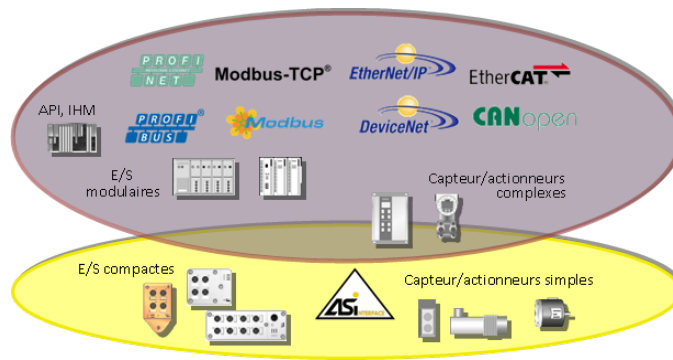 PROFI
NET
Modbus-TCP®
EtherNet/IP
EtherCAT
API, IHM
PROFI
BUS®
Modbus
DeviceNet
CANopen
E/S
modulaires
Capteur/actionneurs
complexes
E/S compactes
ASi
INTERFACE
Capteur/actionneurs simples